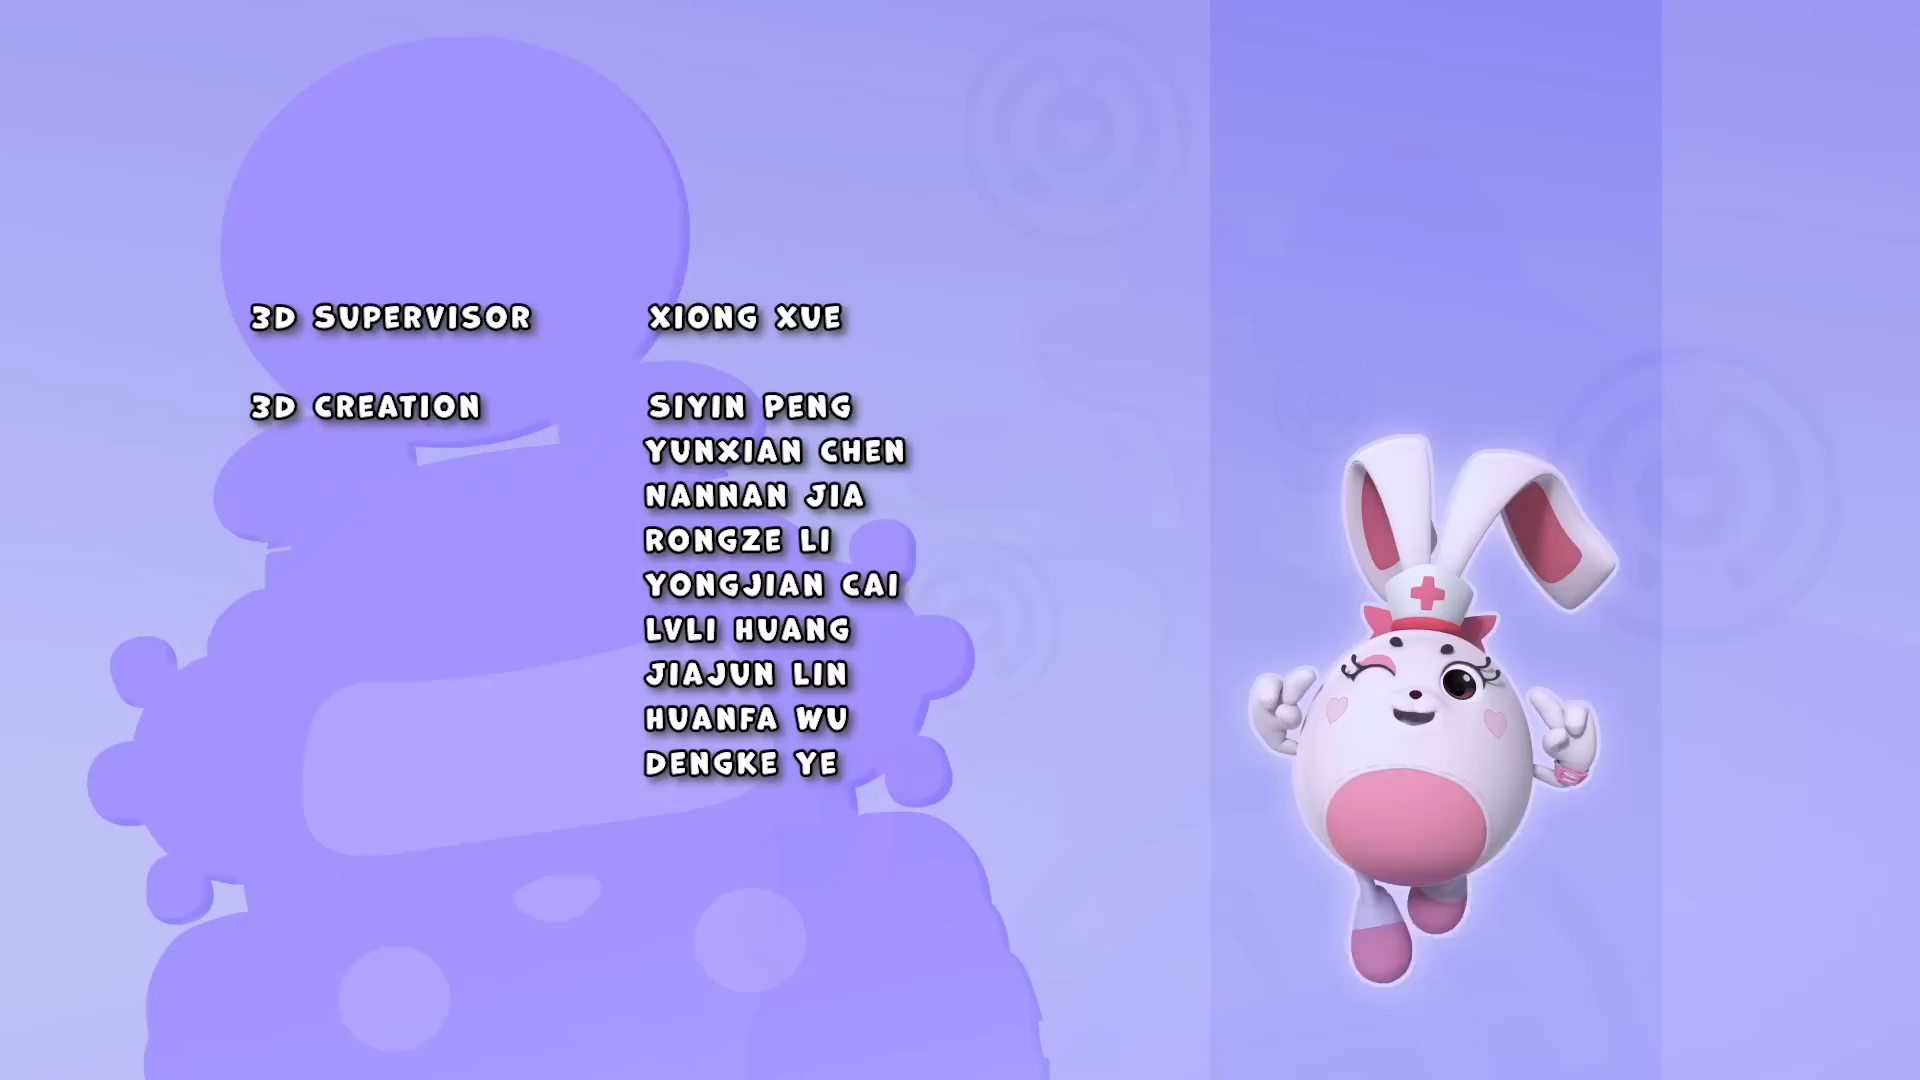 3D SUPERVISOR XIONG XUE
3D CREATION SIYIN PENG
YUNXIAN CHEN
NANNAN JIA
RONGZE LI
YONGJIAN CAI
LVLI HUANG
JIAJUN LIN
HUANFA WU
DENGKE YE